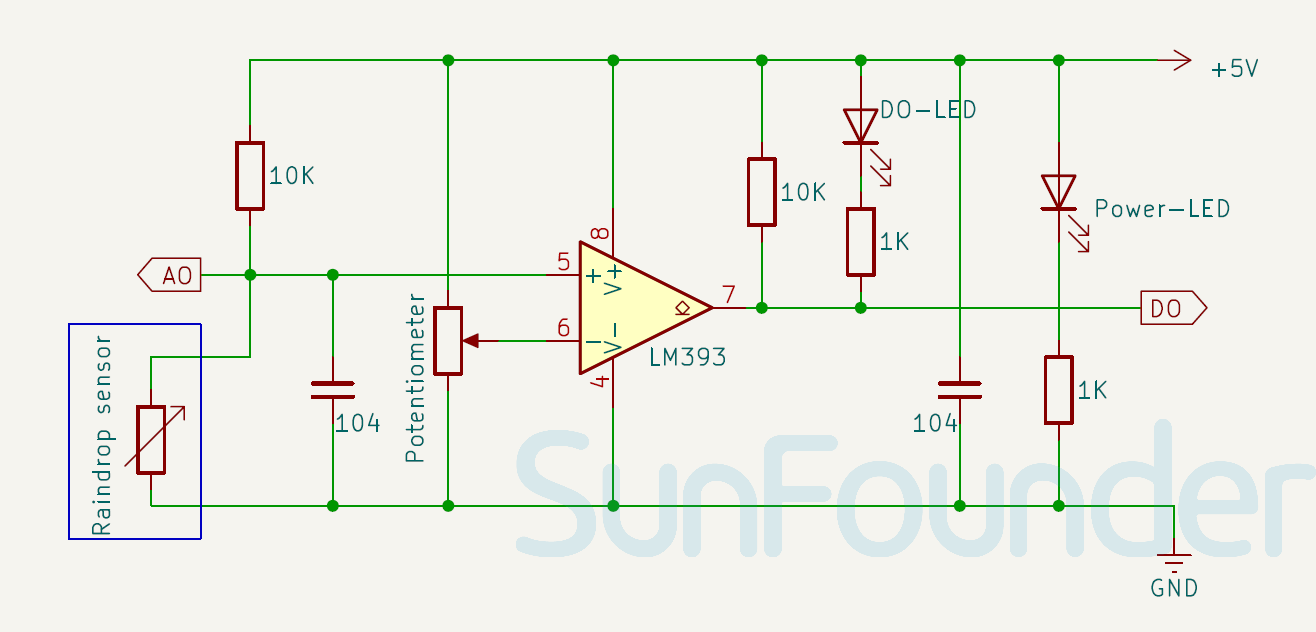 +5V
DO-LED
10K
10K
Power-LED
1K
8
5
+
V+
AO
7
DO
6
-
V-
LM393
4
Raindrop sensor
Potentiometer
104
104
1K
SunFounder
GND